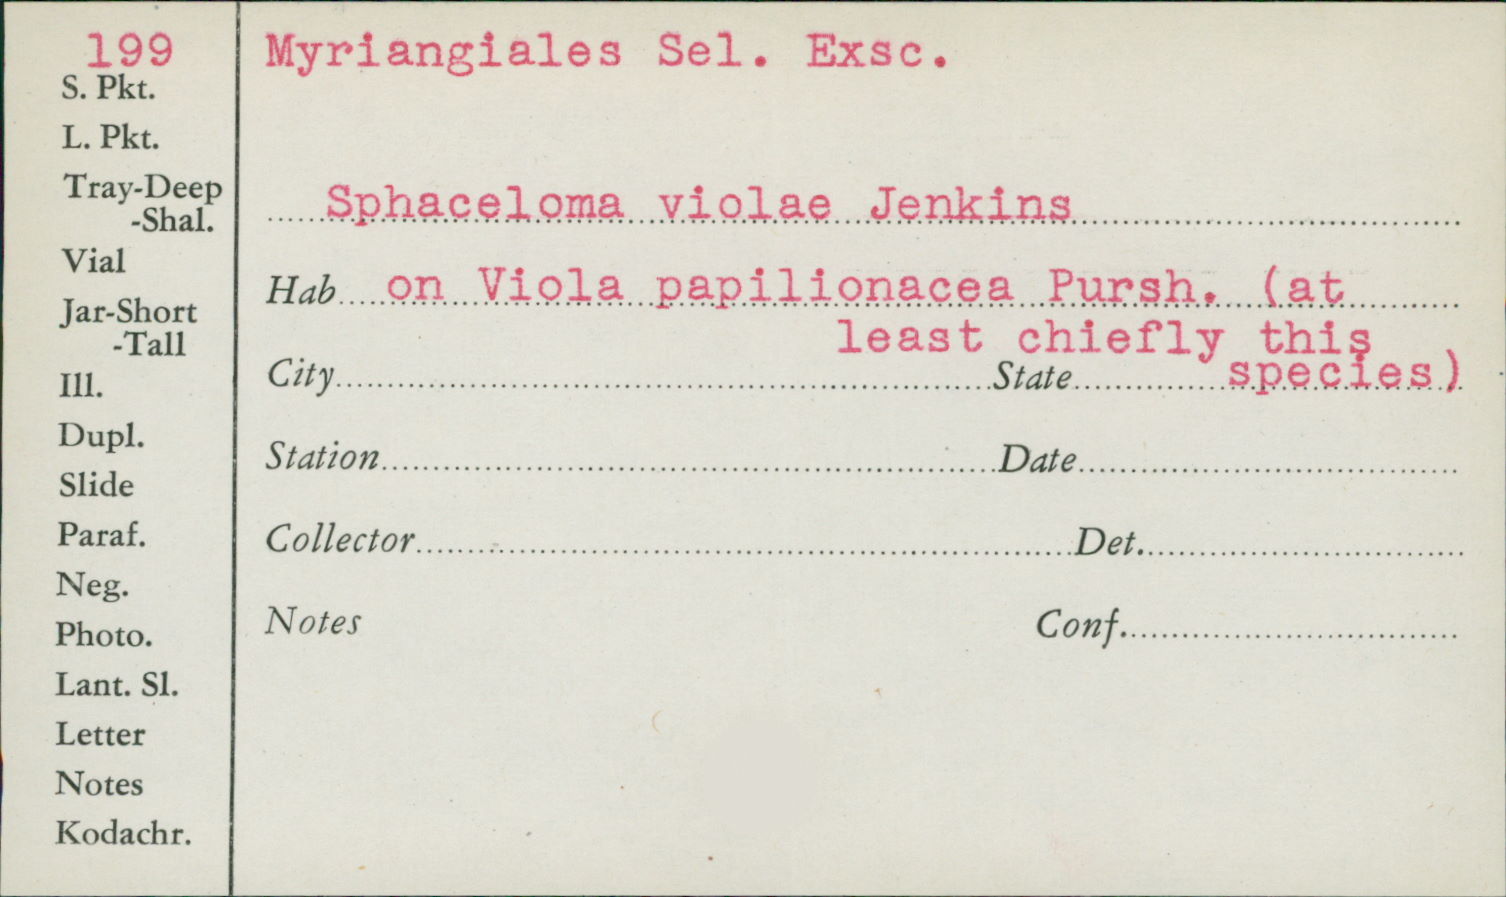 199
S. Pkt.
L. Pkt.
Tray-Deep
-Shal.
Vial
Jar-Short
-Tall
Ill.
Dupl.
Slide
Paraf.
Neg.
Photo.
Lant. Sl.
Letter
Notes
Kodachr.
Myriangiales Sel. Exsc.
Sphaceloma violae Jenkins
Hab on Viola papilionacea Pursh. (at
least chiefly this
City State species)
Station Date
Collector Det.
Notes Conf.